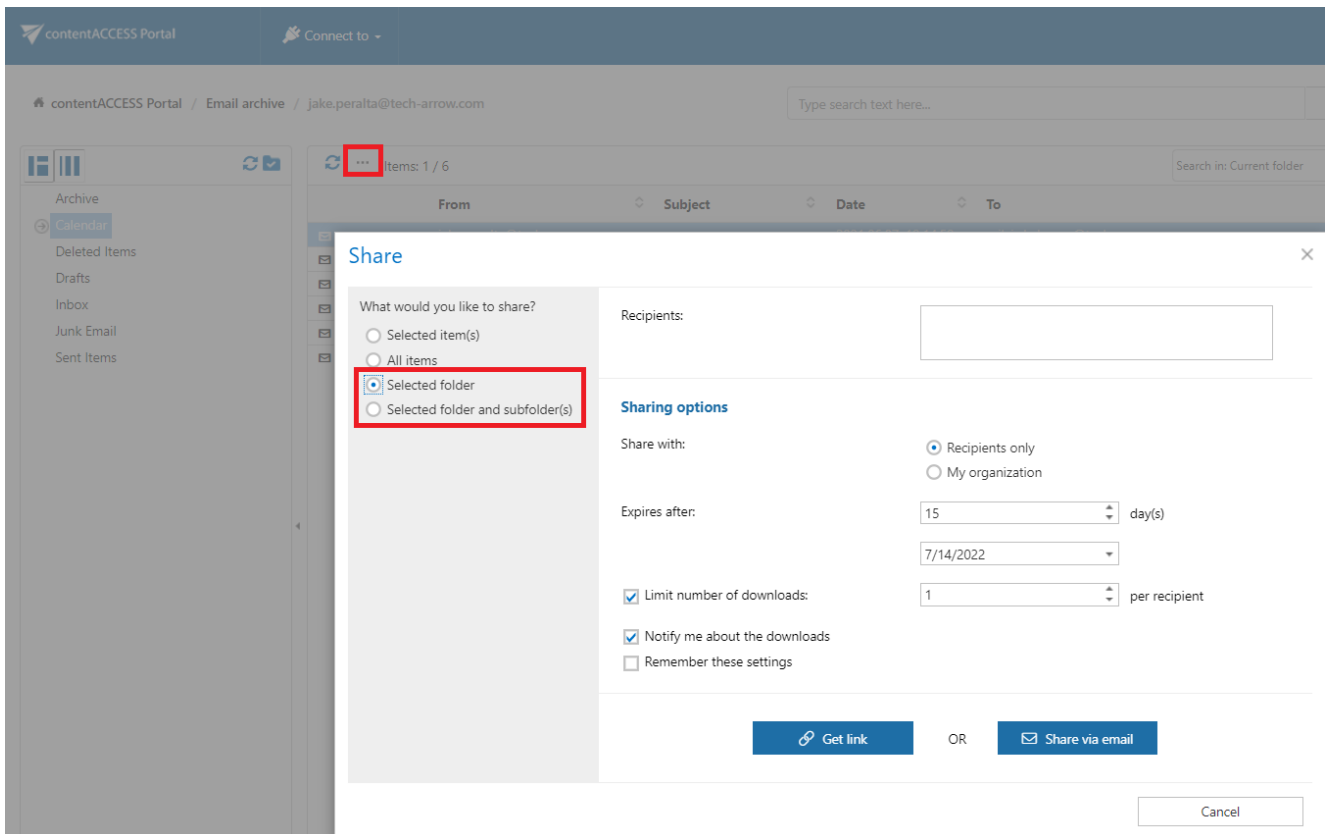 contentACCESS Portal
Connect to
contentACCESS Portal / Email archive / jake.peralta@tech-arrow.com
Type search text here...
Items: 1 / 6
Search in: Current folder
Archive
Calendar
Deleted Items
Drafts
Inbox
Junk Email
Sent Items
From Subject Date To
Share
What would you like to share?
Selected item(s)
All items
Selected folder
Selected folder and subfolder(s)
Recipients:
Sharing options
Share with:
Recipients only
My organization
Expires after:
15 day(s)
7/14/2022
Limit number of downloads: 1 per recipient
Notify me about the downloads
Remember these settings
Get link OR Share via email
Cancel